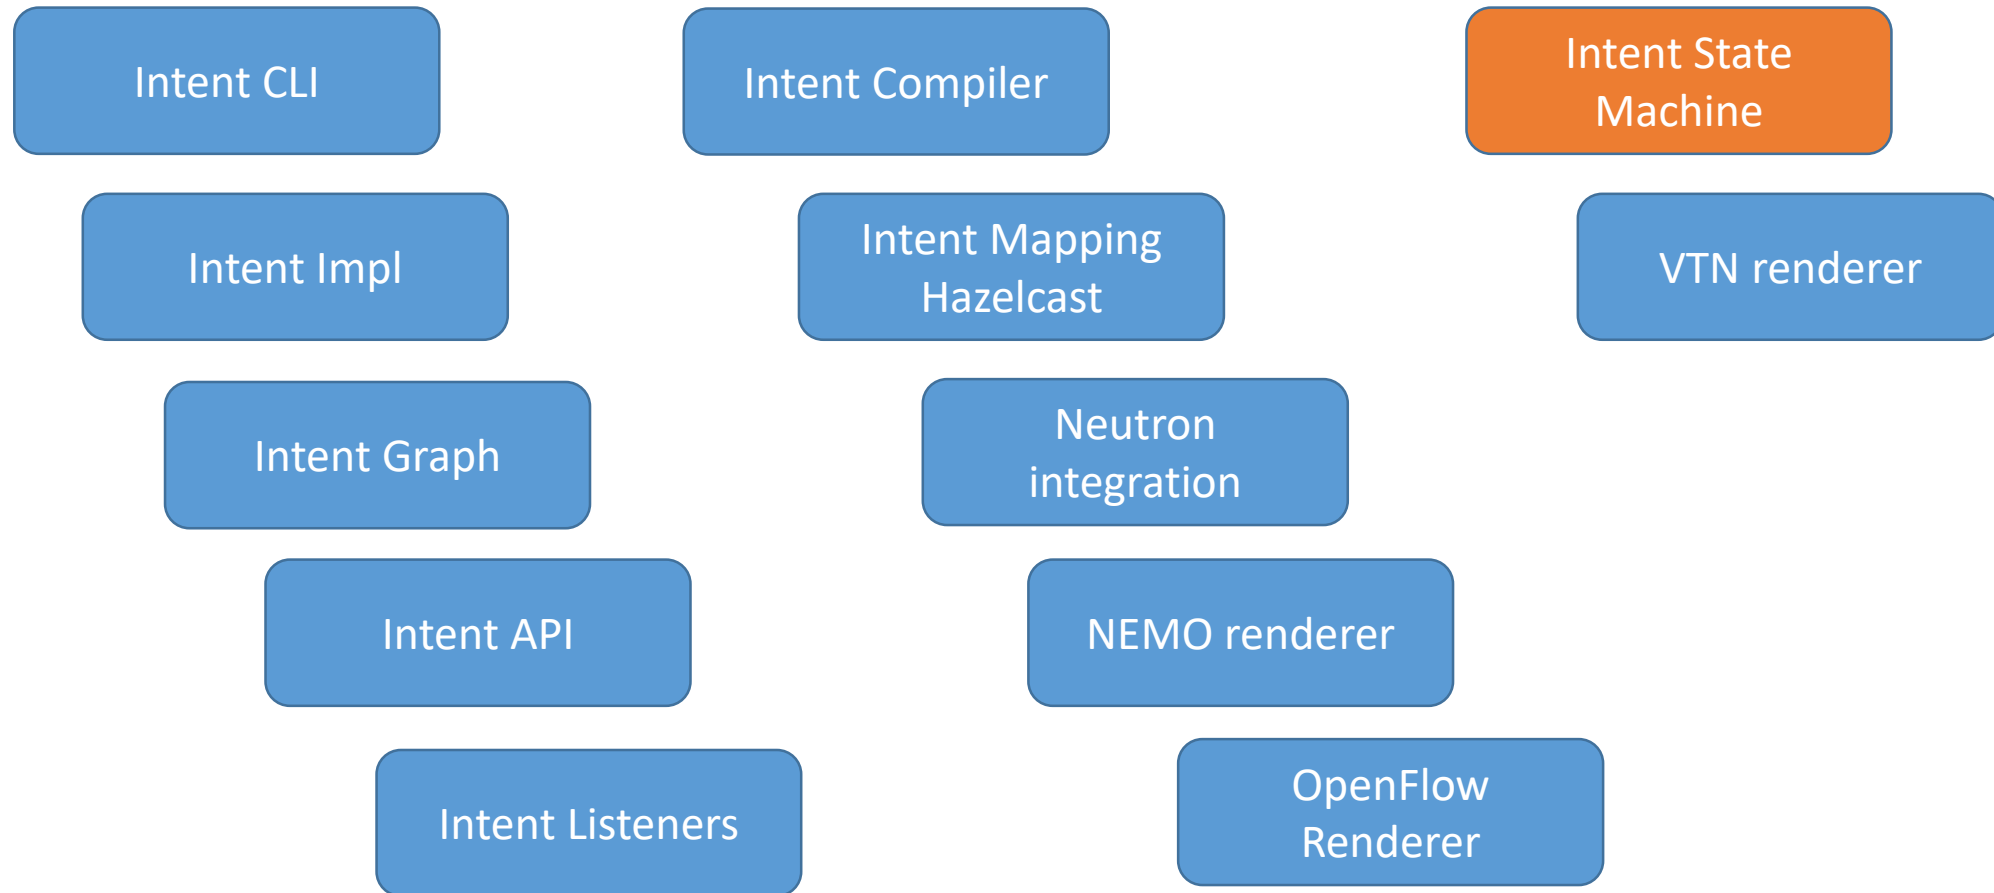 Intent CLI
Intent Impl
Intent Graph
Intent API
Intent Listeners
Intent Compiler
Intent Mapping
Hazelcast
Neutron
integration
NEMO renderer
OpenFlow
Renderer
Intent State
Machine
VTN renderer